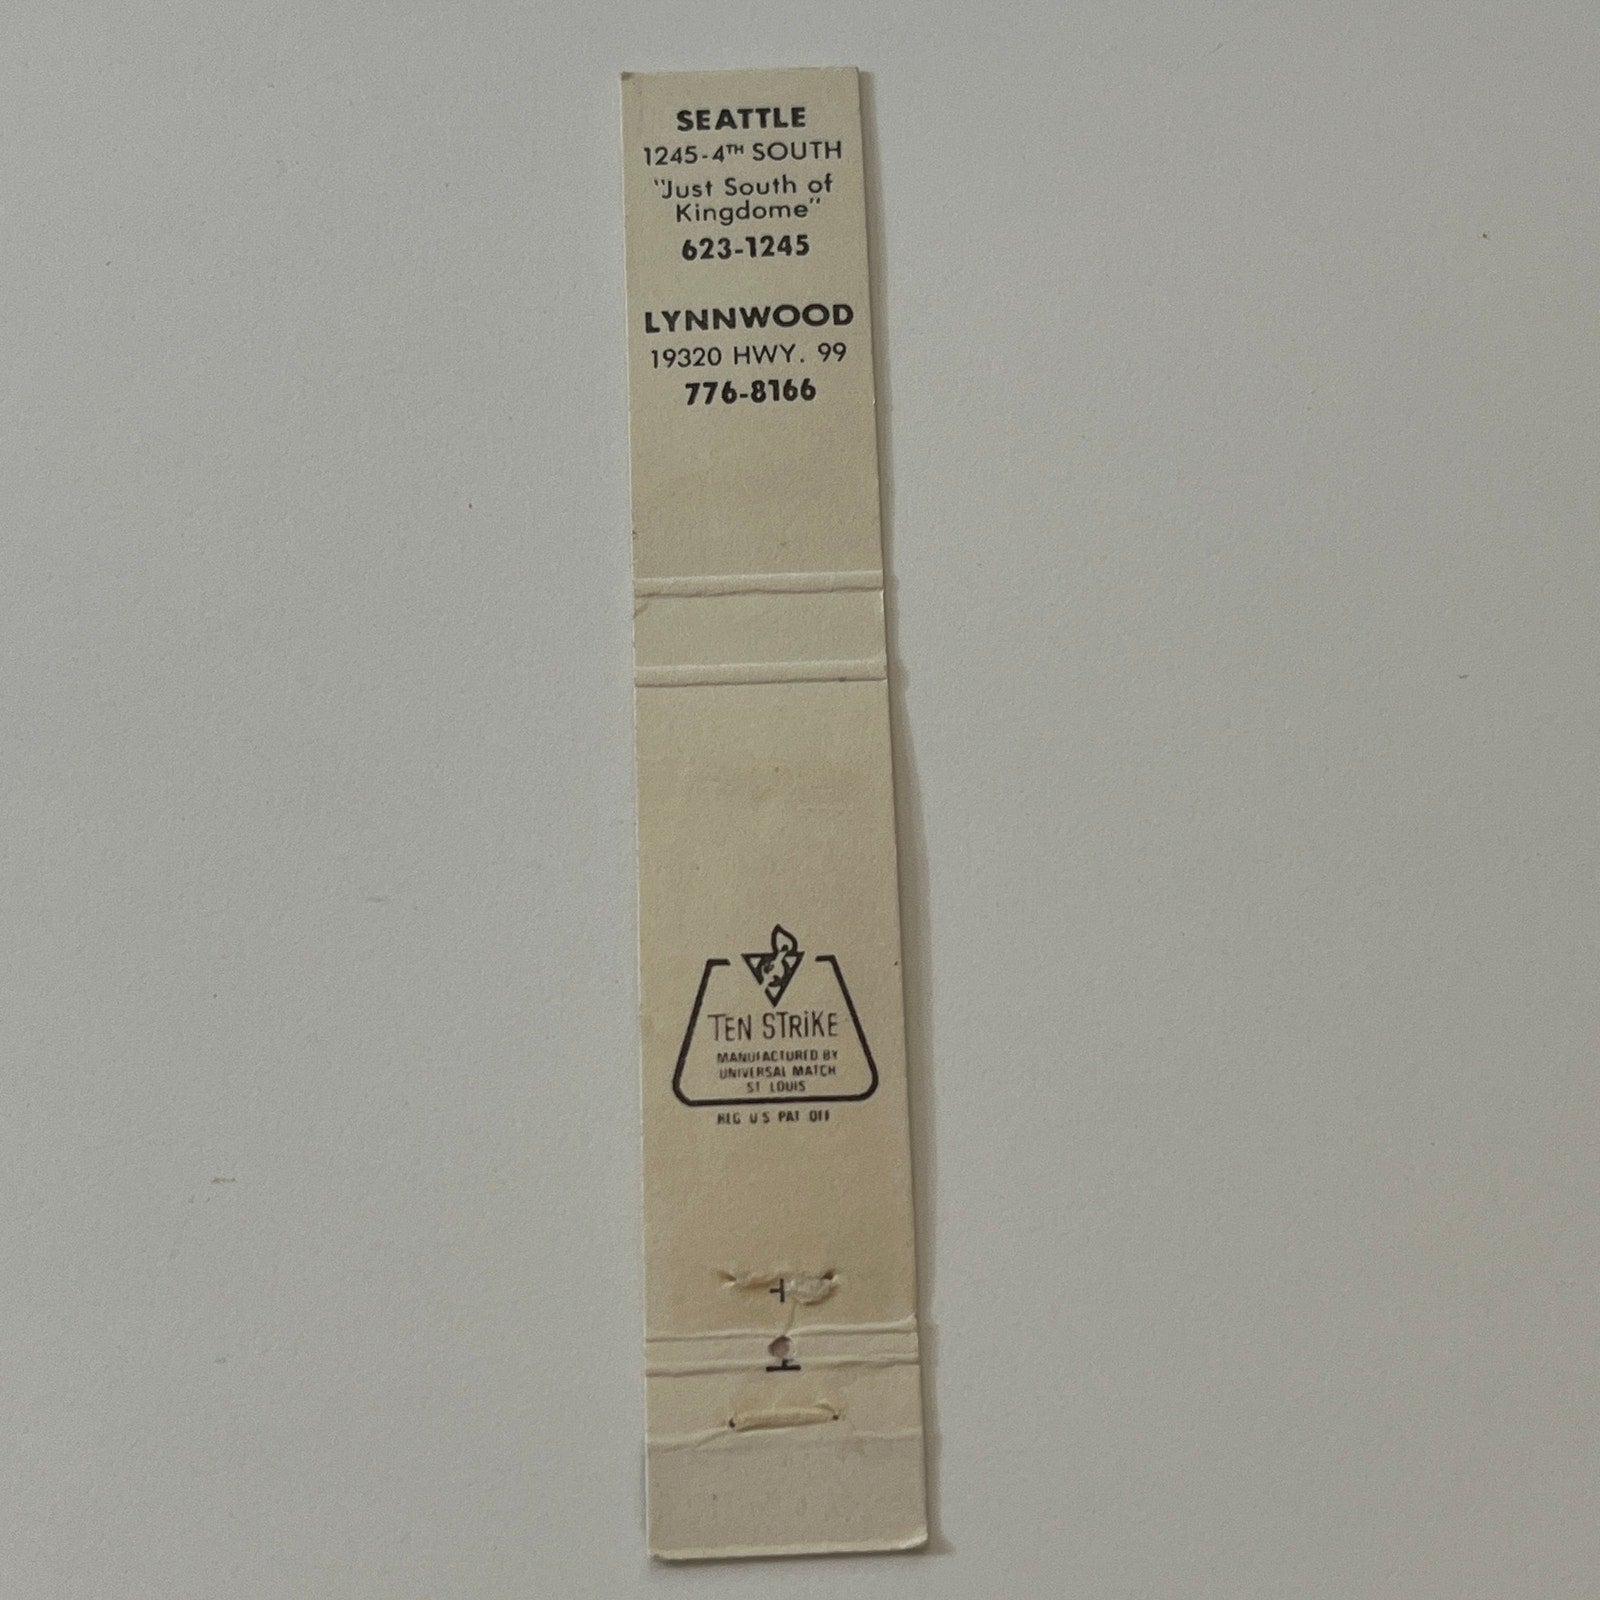 SEATTLE
1245-4TH SOUTH
"Just South of
Kingdome"
623-1245
LYNNWOOD
19320 HWY. 99
776-8166
TEN STRiKE
MANUFACTURED BY
UNIVERSAL MATCH
ST LOUIS
REG U S PAT OFF